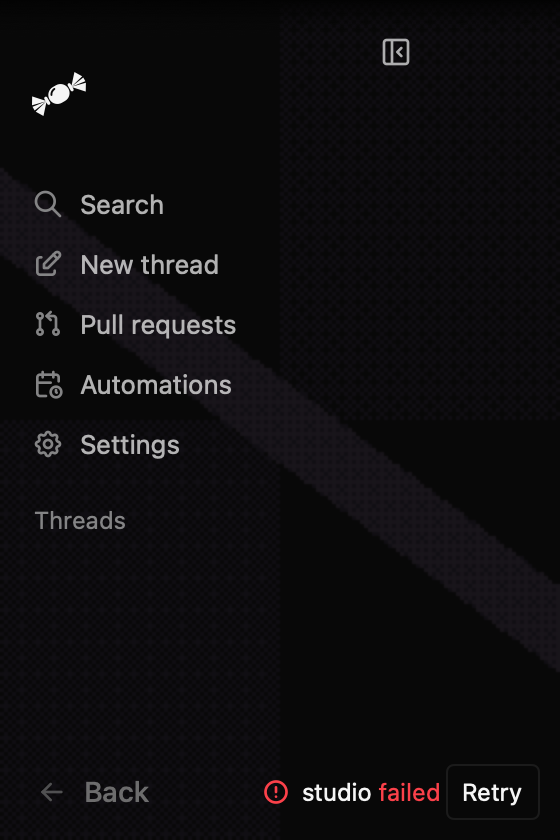 Search
New thread
Pull requests
Automations
Settings
Threads
Back
studio failed
Retry